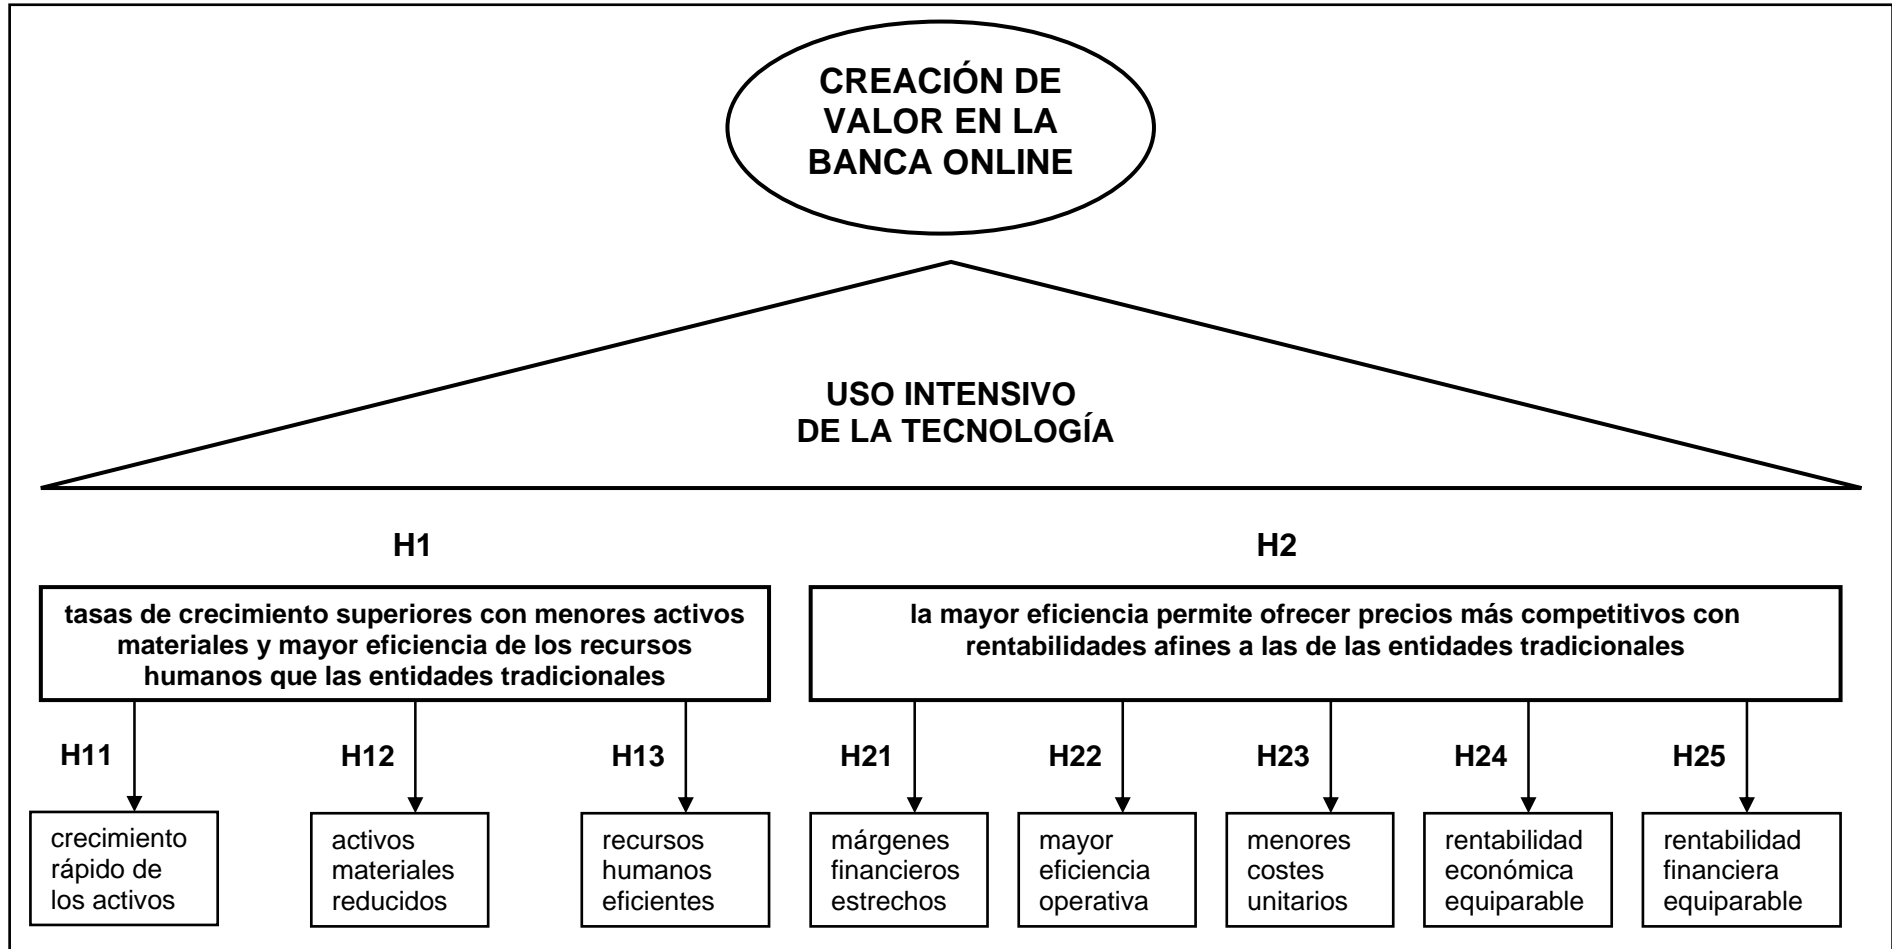 CREACIÓN DE
VALOR EN LA
BANCA ONLINE
USO INTENSIVO
DE LA TECNOLOGÍA
H1
H2
tasas de crecimiento superiores con menores activos
materiales y mayor eficiencia de los recursos
humanos que las entidades tradicionales
la mayor eficiencia permite ofrecer precios más competitivos con
rentabilidades afines a las de las entidades tradicionales
H11
H12
H13
H21
H22
H23
H24
H25
crecimiento
rápido de
los activos
activos
materiales
reducidos
recursos
humanos
eficientes
márgenes
financieros
estrechos
mayor
eficiencia
operativa
menores
costes
unitarios
rentabilidad
económica
equiparable
rentabilidad
financiera
equiparable